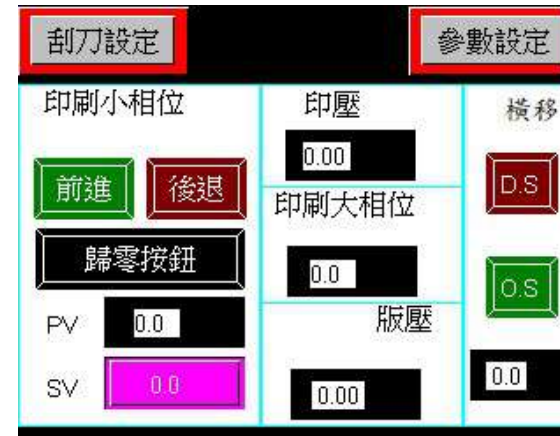 刮刀設定
參數設定
印刷小相位
前進
後退
歸零按鈕
PV 0.0
SV 0.0
印壓
0.00
印刷大相位
0.0
版壓
0.00
橫移
D.S
O.S
0.0